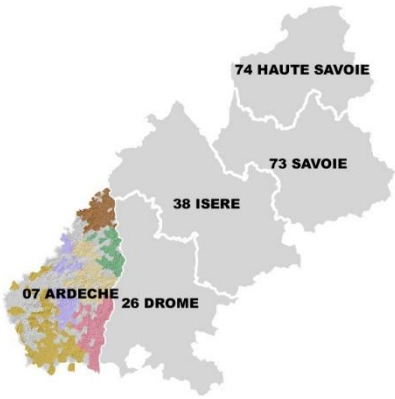 74 HAUTE SAVOIE
73 SAVOIE
38 ISERE
07 ARDECHE
26 DROME